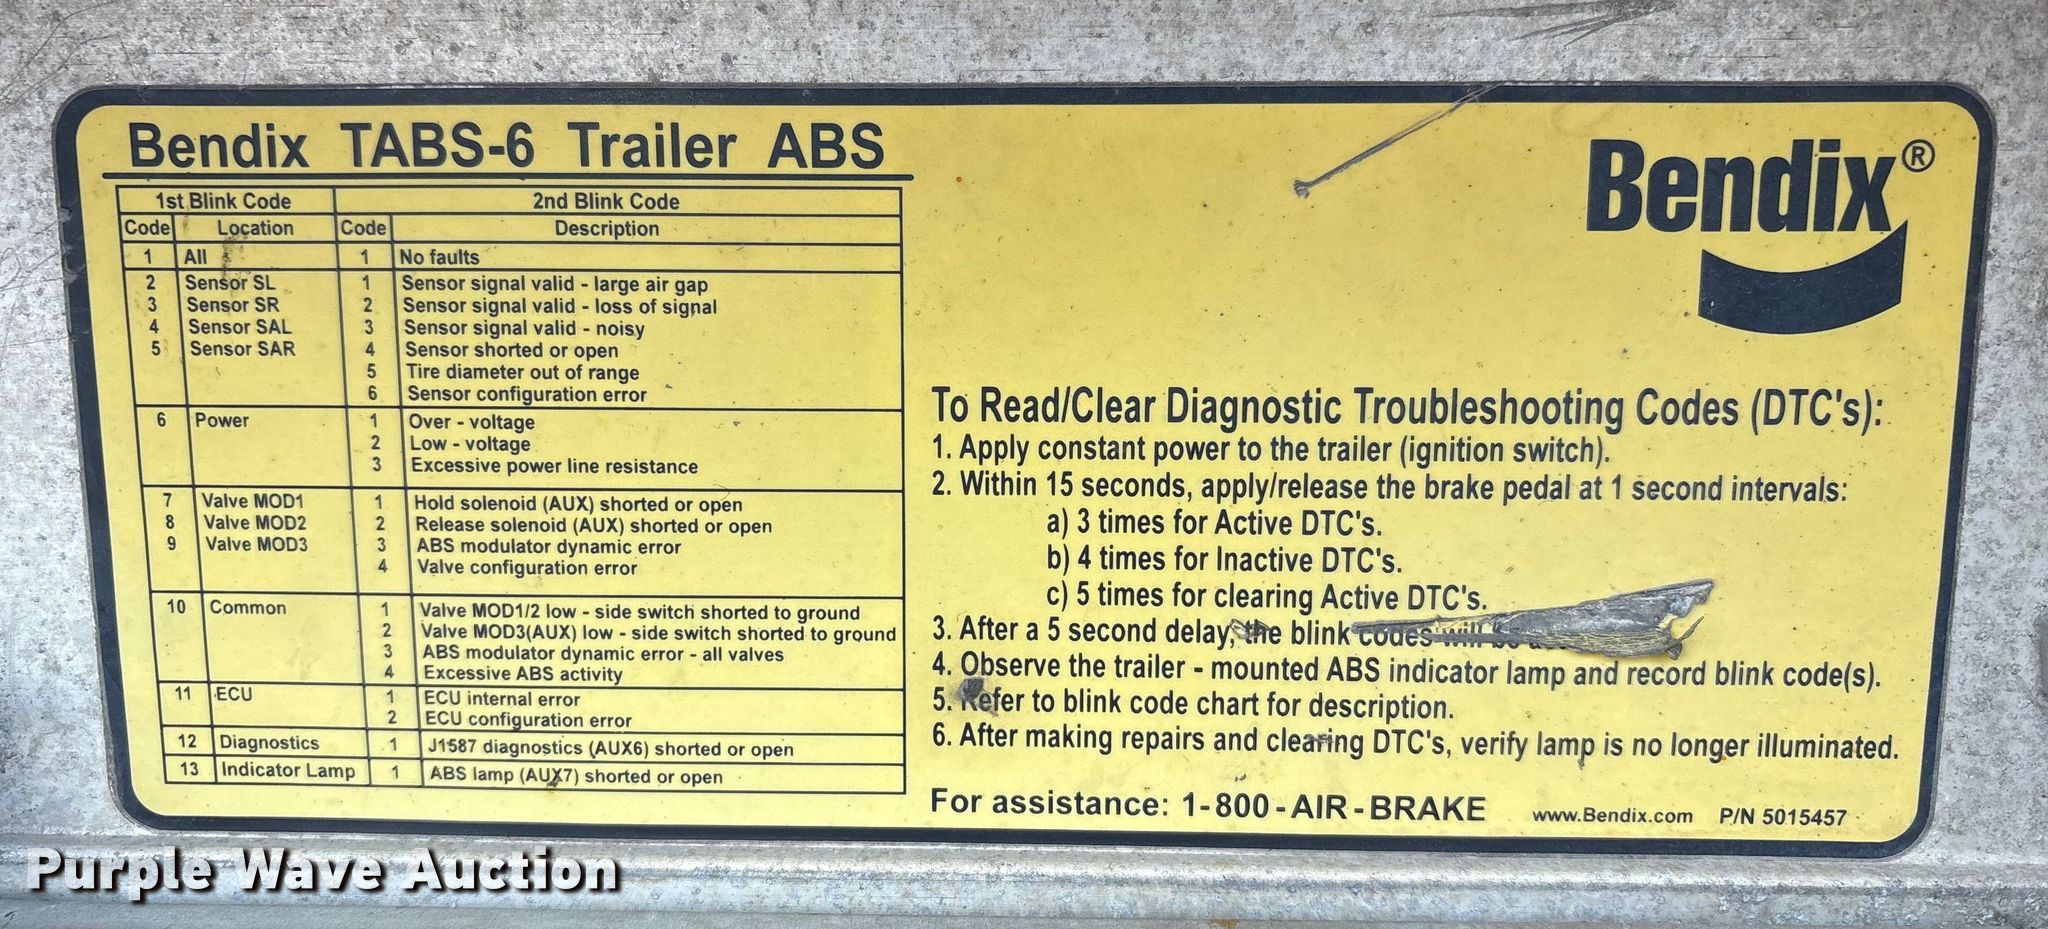 Bendix TABS-6 Trailer ABS
1st Blink Code 2nd Blink Code
Code Location Code Description
1 All 1 No faults
2 Sensor SL 1 Sensor signal valid - large air gap
3 Sensor SR 2 Sensor signal valid - loss of signal
4 Sensor SAL 3 Sensor signal valid - noisy
5 Sensor SAR 4 Sensor shorted or open
5 Tire diameter out of range
6 Sensor configuration error
6 Power 1 Over - voltage
2 Low - voltage
3 Excessive power line resistance
7 Valve MOD1 1 Hold solenoid (AUX) shorted or open
8 Valve MOD2 2 Release solenoid (AUX) shorted or open
9 Valve MOD3 3 ABS modulator dynamic error
4 Valve configuration error
10 Common 1 Valve MOD1/2 low - side switch shorted to ground
2 Valve MOD3(AUX) low - side switch shorted to ground
3 ABS modulator dynamic error - all valves
4 Excessive ABS activity
11 ECU 1 ECU internal error
2 ECU configuration error
12 Diagnostics 1 J1587 diagnostics (AUX6) shorted or open
13 Indicator Lamp 1 ABS lamp (AUX7) shorted or open
Bendix®
To Read/Clear Diagnostic Troubleshooting Codes (DTC's):
1. Apply constant power to the trailer (ignition switch).
2. Within 15 seconds, apply/release the brake pedal at 1 second intervals:
a) 3 times for Active DTC's.
b) 4 times for Inactive DTC's.
c) 5 times for clearing Active DTC's.
3. After a 5 second delay, the blink codes will be
4. Observe the trailer - mounted ABS indicator lamp and record blink code(s).
5. Refer to blink code chart for description.
6. After making repairs and clearing DTC's, verify lamp is no longer illuminated.
For assistance: 1-800-AIR-BRAKE www.Bendix.com P/N 5015457
Purple Wave Auction